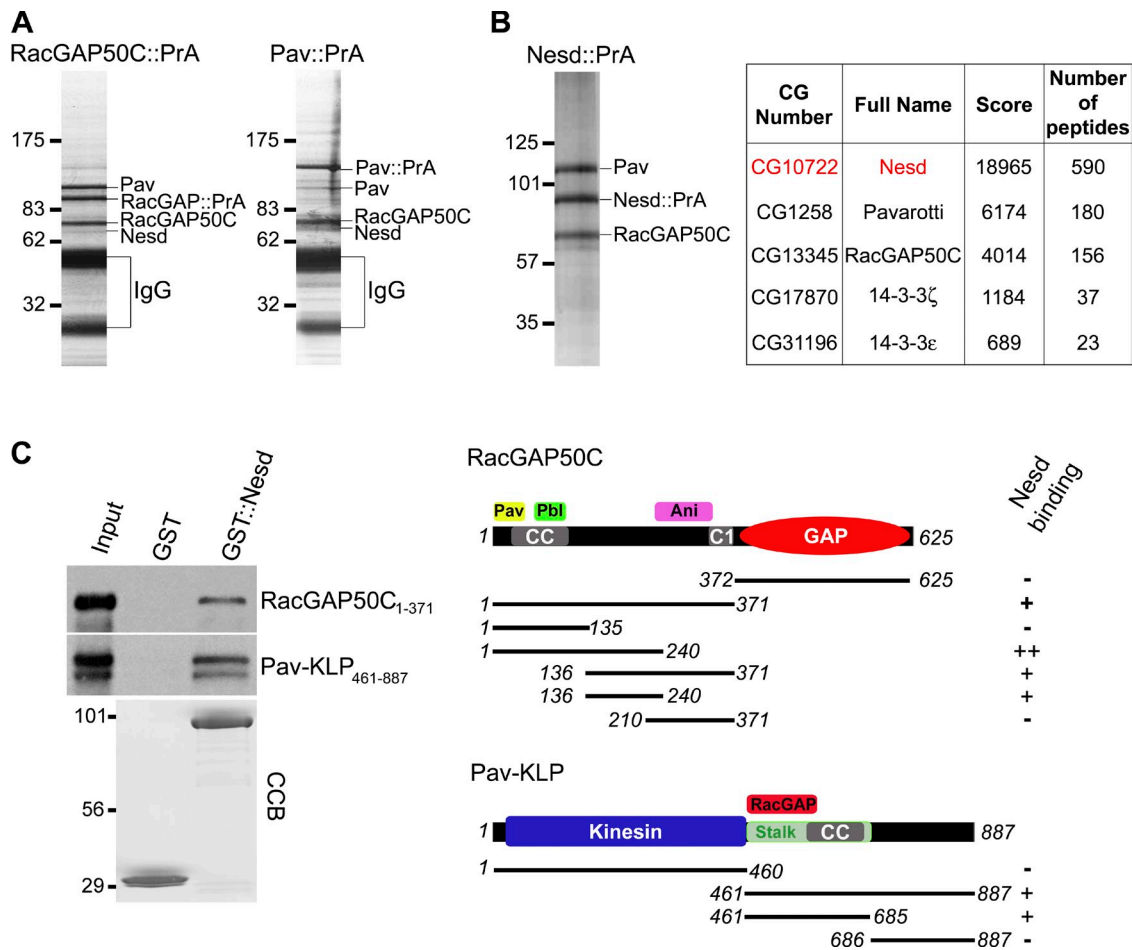 A
RacGAP50C::PrA
Pav::PrA
175
Pav
RacGAP::PrA
83
RacGAP50C
62
Nesd
IgG
32
175
Pav::PrA
Pav
83
RacGAP50C
62
Nesd
IgG
32
B
Nesd::PrA
125
Pav
101
Nesd::PrA
RacGAP50C
57
35
CG Number Full Name Score Number of peptides
CG10722 Nesd 18965 590
CG1258 Pavarotti 6174 180
CG13345 RacGAP50C 4014 156
CG17870 14-3-3ζ 1184 37
CG31196 14-3-3ε 689 23
C
Input GST GST::Nesd
RacGAP50C1-371
Pav-KLP461-887
101
56
29
CCB
RacGAP50C
Nesd binding
Pav Pbl Ani
1 CC C1 GAP 625
372 625 -
1 371 +
1 135 -
1 240 ++
136 371 +
136 240 +
210 371 -
Pav-KLP
RacGAP
1 Kinesin Stalk CC 887
1 460 -
461 887 +
461 685 +
686 887 -